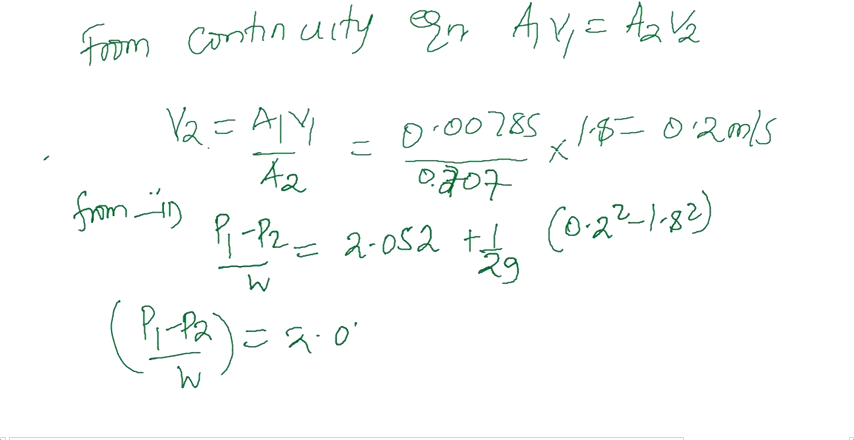 From continuity eqn A1V1 = A2V2
V2 = A1V1/A2 = 0.00785/0.707 × 1.8 = 0.2 m/s
from ii)
P1-P2/W = 2.052 + 1/2g (0.2²-1.8²)
(P1-P2/W) = 2.0